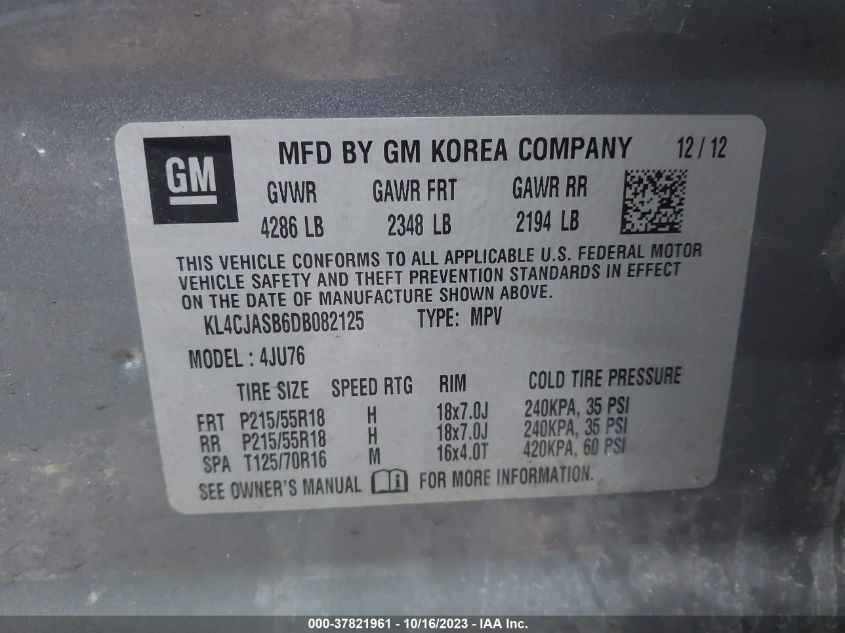 GM
MFD BY GM KOREA COMPANY 12/12
GVWR GAWR FRT GAWR RR
4286 LB 2348 LB 2194 LB
THIS VEHICLE CONFORMS TO ALL APPLICABLE U.S. FEDERAL MOTOR
VEHICLE SAFETY AND THEFT PREVENTION STANDARDS IN EFFECT
ON THE DATE OF MANUFACTURE SHOWN ABOVE.
KL4CJASB6DB082125 TYPE: MPV
MODEL : 4JU76
TIRE SIZE SPEED RTG RIM COLD TIRE PRESSURE
FRT P215/55R18 H 18x7.0J 240KPA, 35 PSI
RR P215/55R18 H 18x7.0J 240KPA, 35 PSI
SPA T125/70R16 M 16x4.0T 420KPA, 60 PSI
SEE OWNER'S MANUAL i FOR MORE INFORMATION.
000-37821961 - 10/16/2023 - IAA Inc.